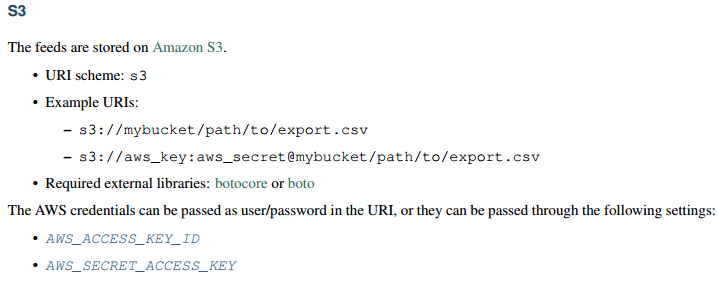 S3
The feeds are stored on Amazon S3.
• URI scheme: s3
• Example URIs:
– s3://mybucket/path/to/export.csv
– s3://aws_key:aws_secret@mybucket/path/to/export.csv
• Required external libraries: botocore or boto
The AWS credentials can be passed as user/password in the URI, or they can be passed through the following settings:
• AWS_ACCESS_KEY_ID
• AWS_SECRET_ACCESS_KEY